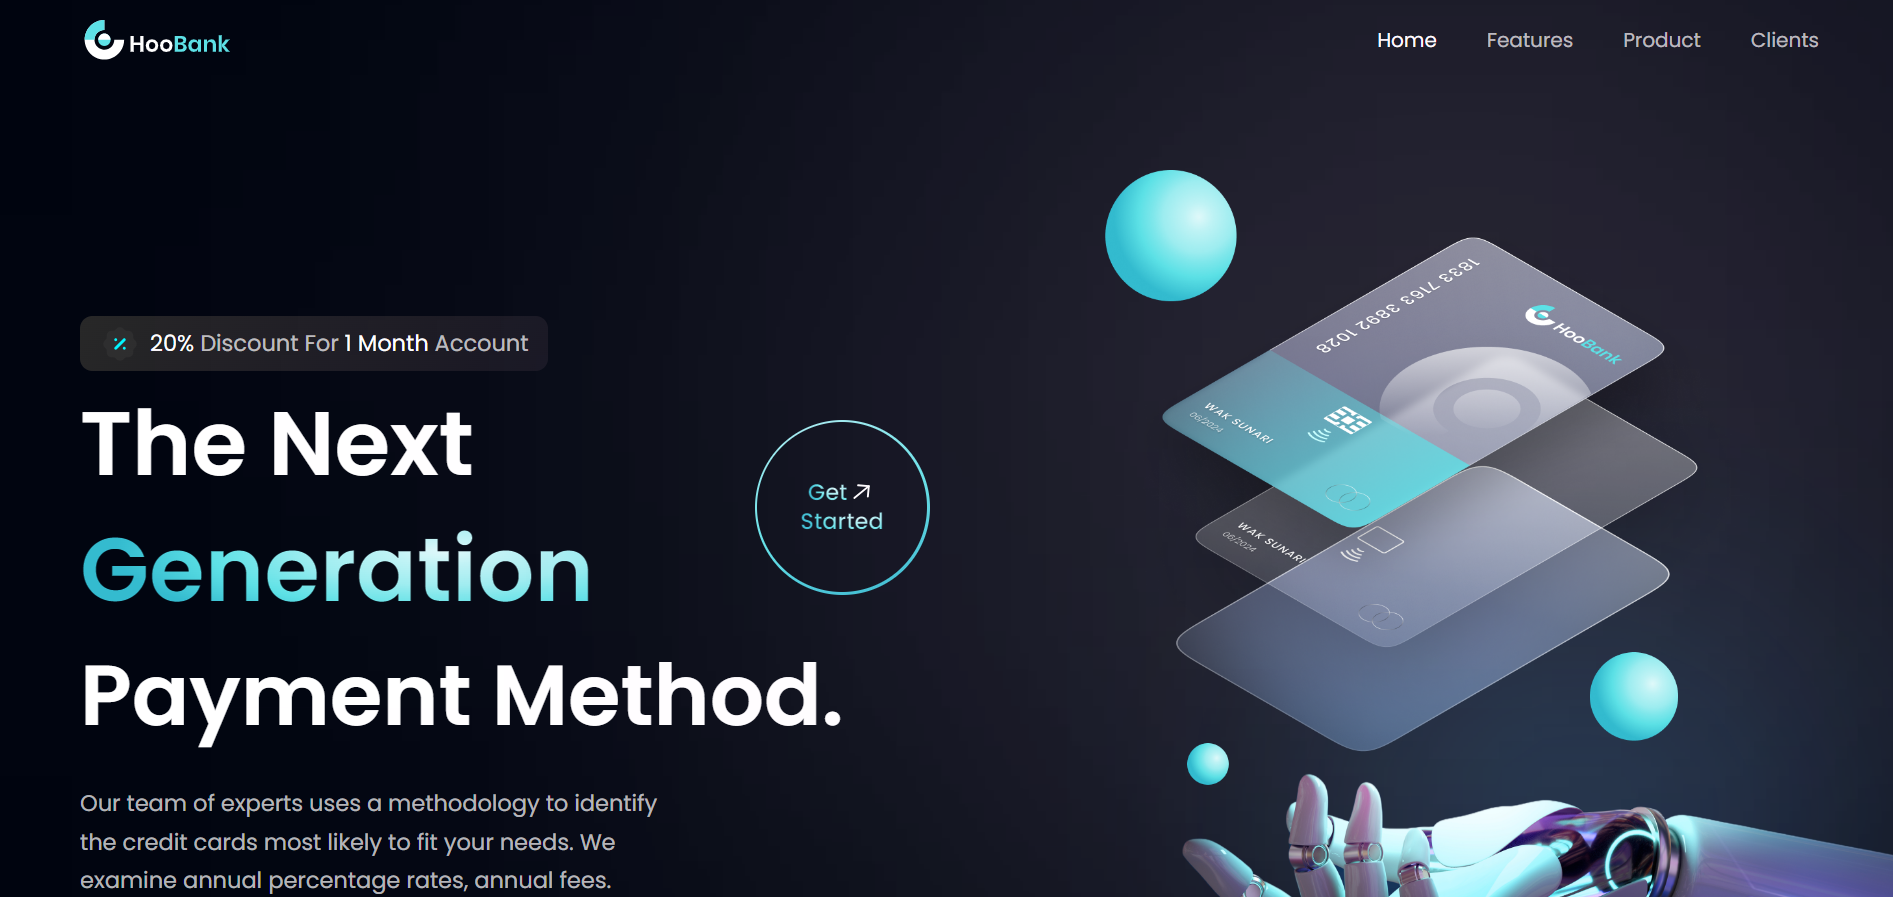 HooBank
Home Features Product Clients
20% Discount For 1 Month Account
The Next
Generation
Payment Method.
Get
Started
Our team of experts uses a methodology to identify
the credit cards most likely to fit your needs. We
examine annual percentage rates, annual fees.
1833 7163 3892 1028
HooBank
WAK SUNARI
06/2024
WAK SUNARI
06/2024